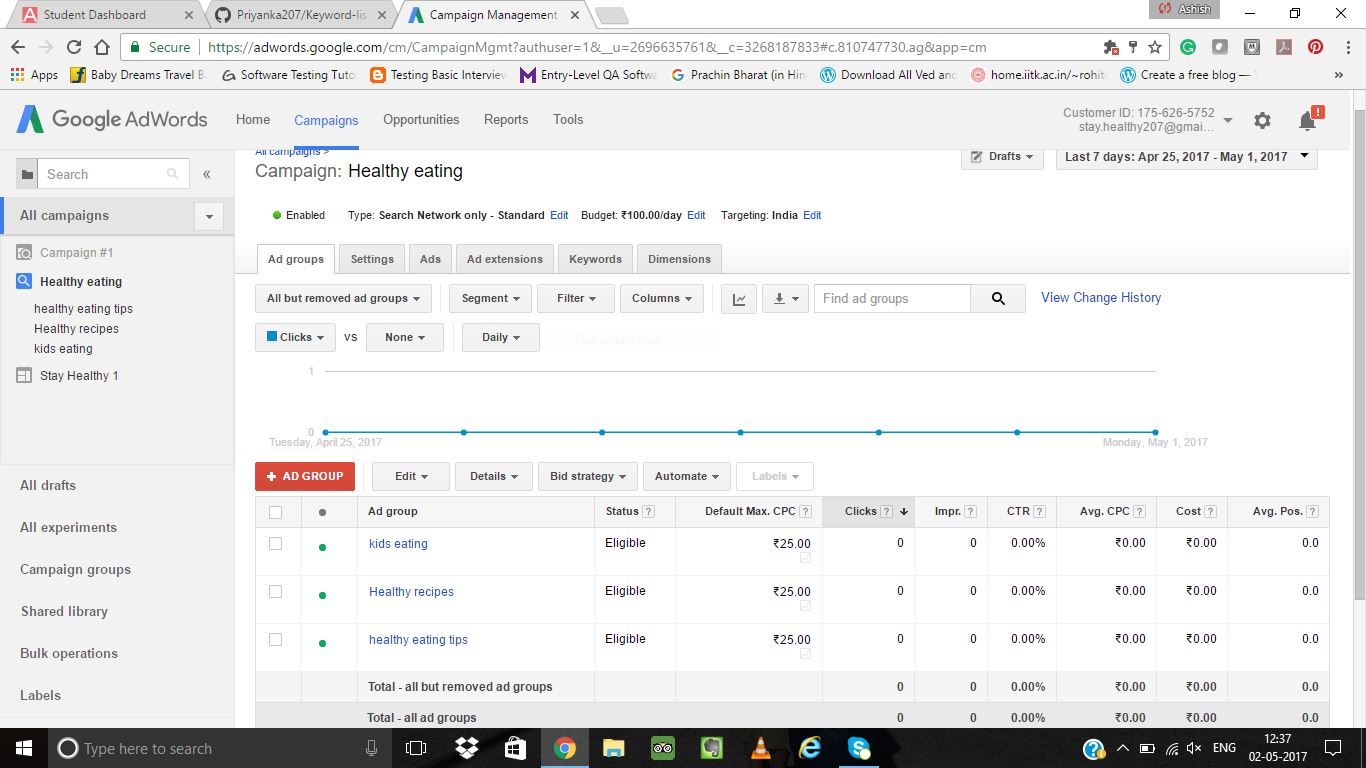 Student Dashboard
Priyanka207/Keyword-lis
Campaign Management
Ashish
Secure
https://adwords.google.com/cm/CampaignMgmt?authuser=1&__u=2696635761&__c=3268187833#c.810747730.ag&app=cm
Apps
Baby Dreams Travel B
Software Testing Tuto
Testing Basic Interview
Entry-Level QA Softwa
Prachin Bharat (in Hin
Download All Ved and
home.iitk.ac.in/~rohit
Create a free blog —
»
Google AdWords
Home
Campaigns
Opportunities
Reports
Tools
Customer ID: 175-626-5752
stay.healthy207@gmai...
!
Search
«
All campaigns
Campaign #1
Healthy eating
healthy eating tips
Healthy recipes
kids eating
Stay Healthy 1
All drafts
All experiments
Campaign groups
Shared library
Bulk operations
Labels
All campaigns >
Campaign: Healthy eating
Drafts
Last 7 days: Apr 25, 2017 - May 1, 2017
Enabled Type: Search Network only - Standard Edit Budget: ₹100.00/day Edit Targeting: India Edit
Ad groups Settings Ads Ad extensions Keywords Dimensions
All but removed ad groups Segment Filter Columns Find ad groups View Change History
Clicks VS None Daily
Full-screen Snip
1
0
Tuesday, April 25, 2017 Monday, May 1, 2017
+ AD GROUP Edit Details Bid strategy Automate Labels
Ad group Status ? Default Max. CPC ? Clicks ? Impr. ? CTR ? Avg. CPC ? Cost ? Avg. Pos. ?
kids eating Eligible ₹25.00 0 0 0.00% ₹0.00 ₹0.00 0.0
Healthy recipes Eligible ₹25.00 0 0 0.00% ₹0.00 ₹0.00 0.0
healthy eating tips Eligible ₹25.00 0 0 0.00% ₹0.00 ₹0.00 0.0
Total - all but removed ad groups 0 0 0.00% ₹0.00 ₹0.00 0.0
Total - all ad groups 0 0 0.00% ₹0.00 ₹0.00 0.0
Type here to search
ENG
12:37
02-05-2017